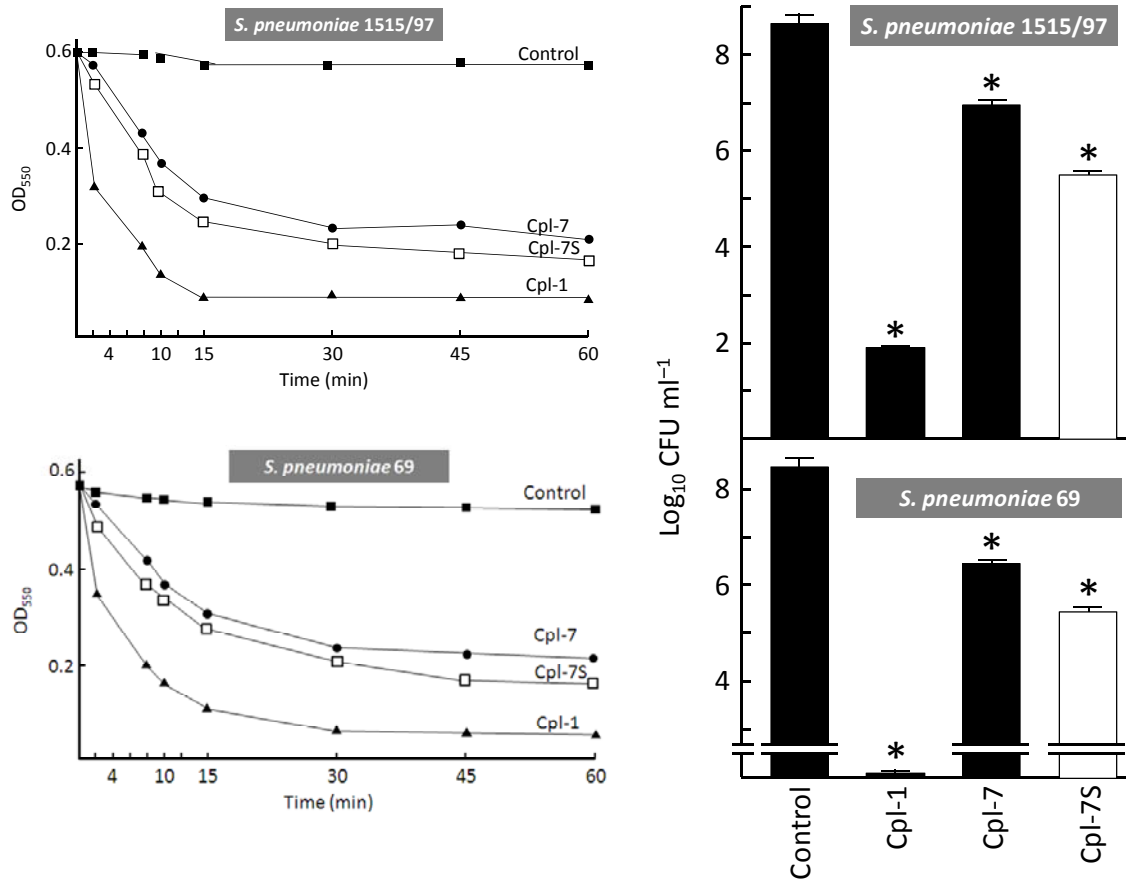 S. pneumoniae 1515/97
0.6
0.4
0.2
OD550
Control
Cpl-7
Cpl-7S
Cpl-1
4 10 15 30 45 60
Time (min)
S. pneumoniae 69
0.6
0.4
0.2
OD550
Control
Cpl-7
Cpl-7S
Cpl-1
4 10 15 30 45 60
Time (min)
Log10 CFU ml−1
S. pneumoniae 1515/97
8
6
4
2
*
*
*
S. pneumoniae 69
8
6
4
*
*
*
Control
Cpl-1
Cpl-7
Cpl-7S